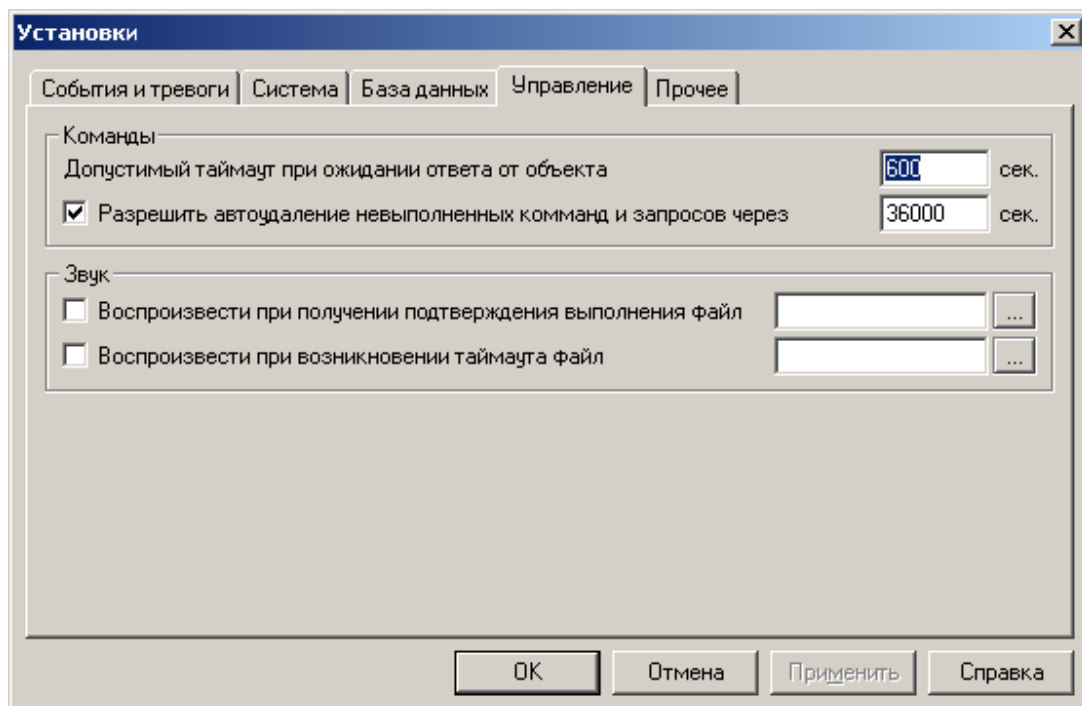 Установки
События и тревоги Система База данных Управление Прочее
Команды
Допустимый таймаут при ожидании ответа от объекта 600 сек.
Разрешить автоудаление невыполненных комманд и запросов через 36000 сек.
Звук
Воспроизвести при получении подтверждения выполнения файл ...
Воспроизвести при возникновении таймаута файл ...
OK Отмена Применить Справка